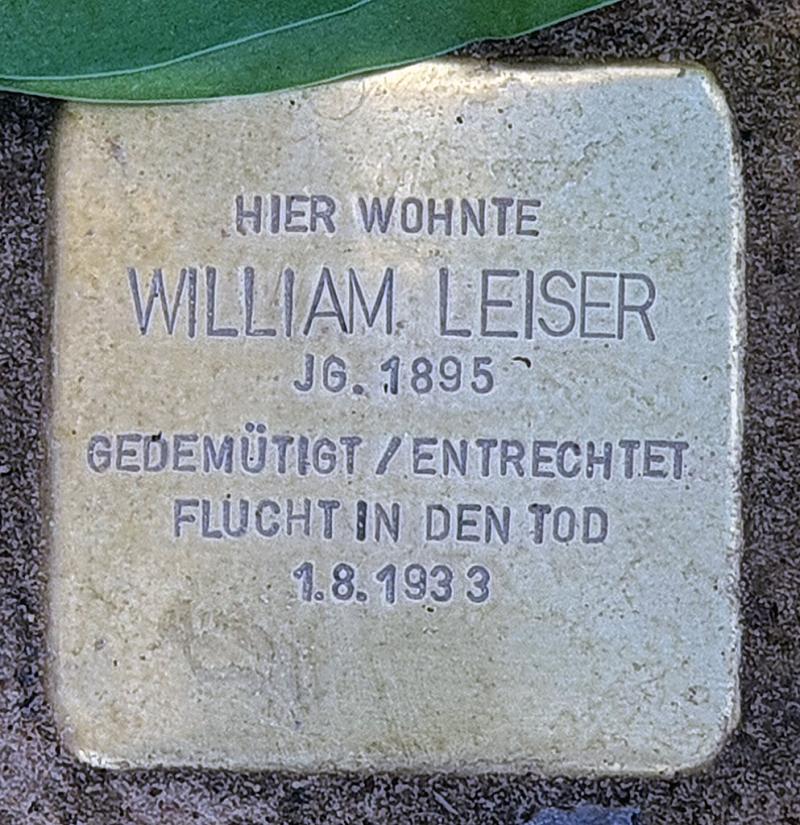 HIER WOHNTE
WILLIAM LEISER
JG. 1895
GEDEMÜTIGT / ENTRECHTET
FLUCHT IN DEN TOD
1.8.1933